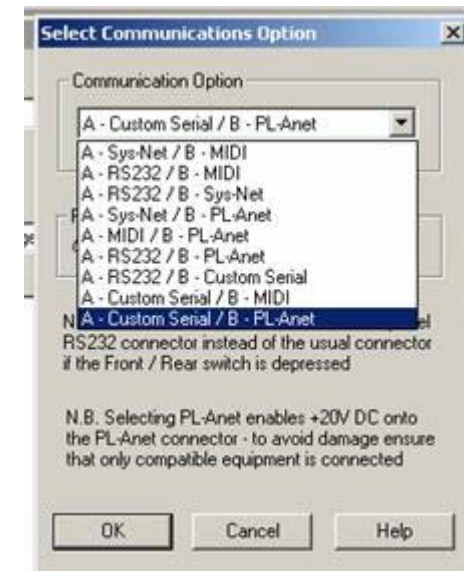 Select Communications Option
Communication Option
A - Custom Serial / B - PL-Anet
A - Sys-Net / B - MIDI
A - RS232 / B - MIDI
A - RS232 / B - Sys-Net
A - Sys-Net / B - PL-Anet
A - MIDI / B - PL-Anet
A - RS232 / B - PL-Anet
A - RS232 / B - Custom Serial
A - Custom Serial / B - MIDI
A - Custom Serial / B - PL-Anet
RS232 connector instead of the usual connector
if the Front / Rear switch is depressed
N.B. Selecting PL-Anet enables +20V DC onto
the PL-Anet connector - to avoid damage ensure
that only compatible equipment is connected
OK
Cancel
Help